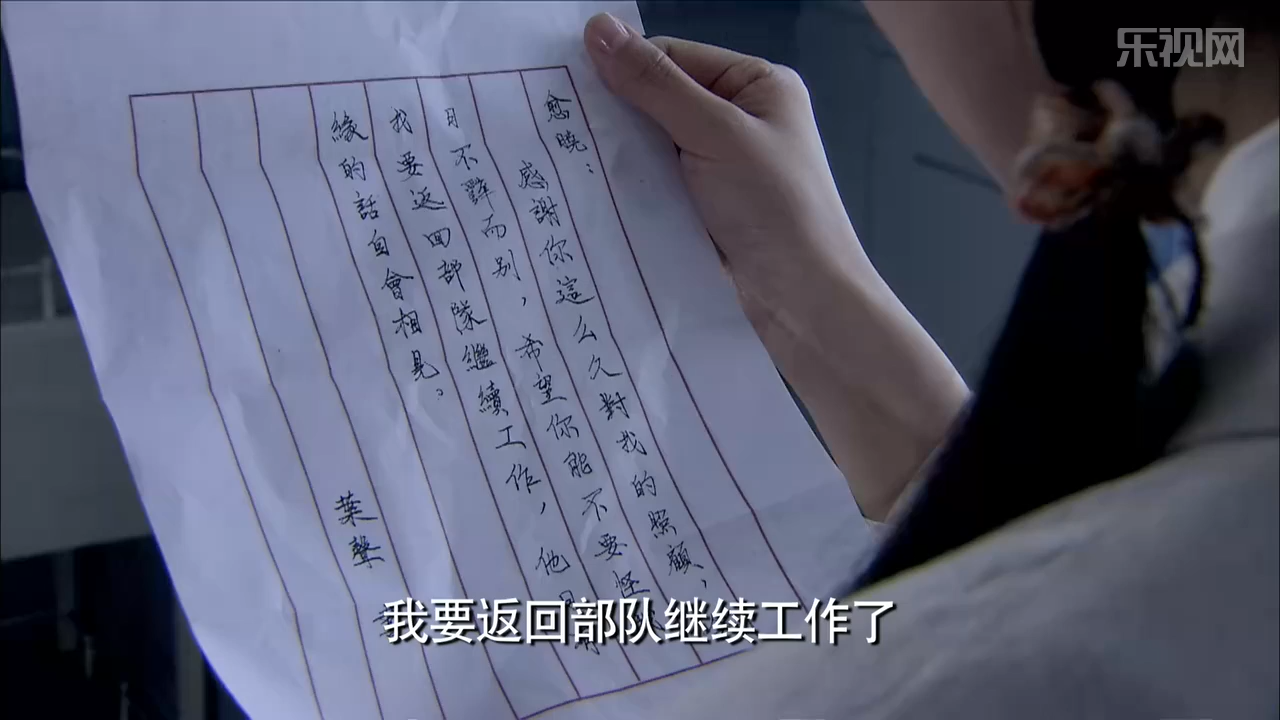 乐视网
愈曉：
感謝你這么久對我的照顧，
日不辭而别，希望你能不要怪
我要返回部隊繼續工作，他日
緣的話自會相見。
葉聲
我要返回部队继续工作了